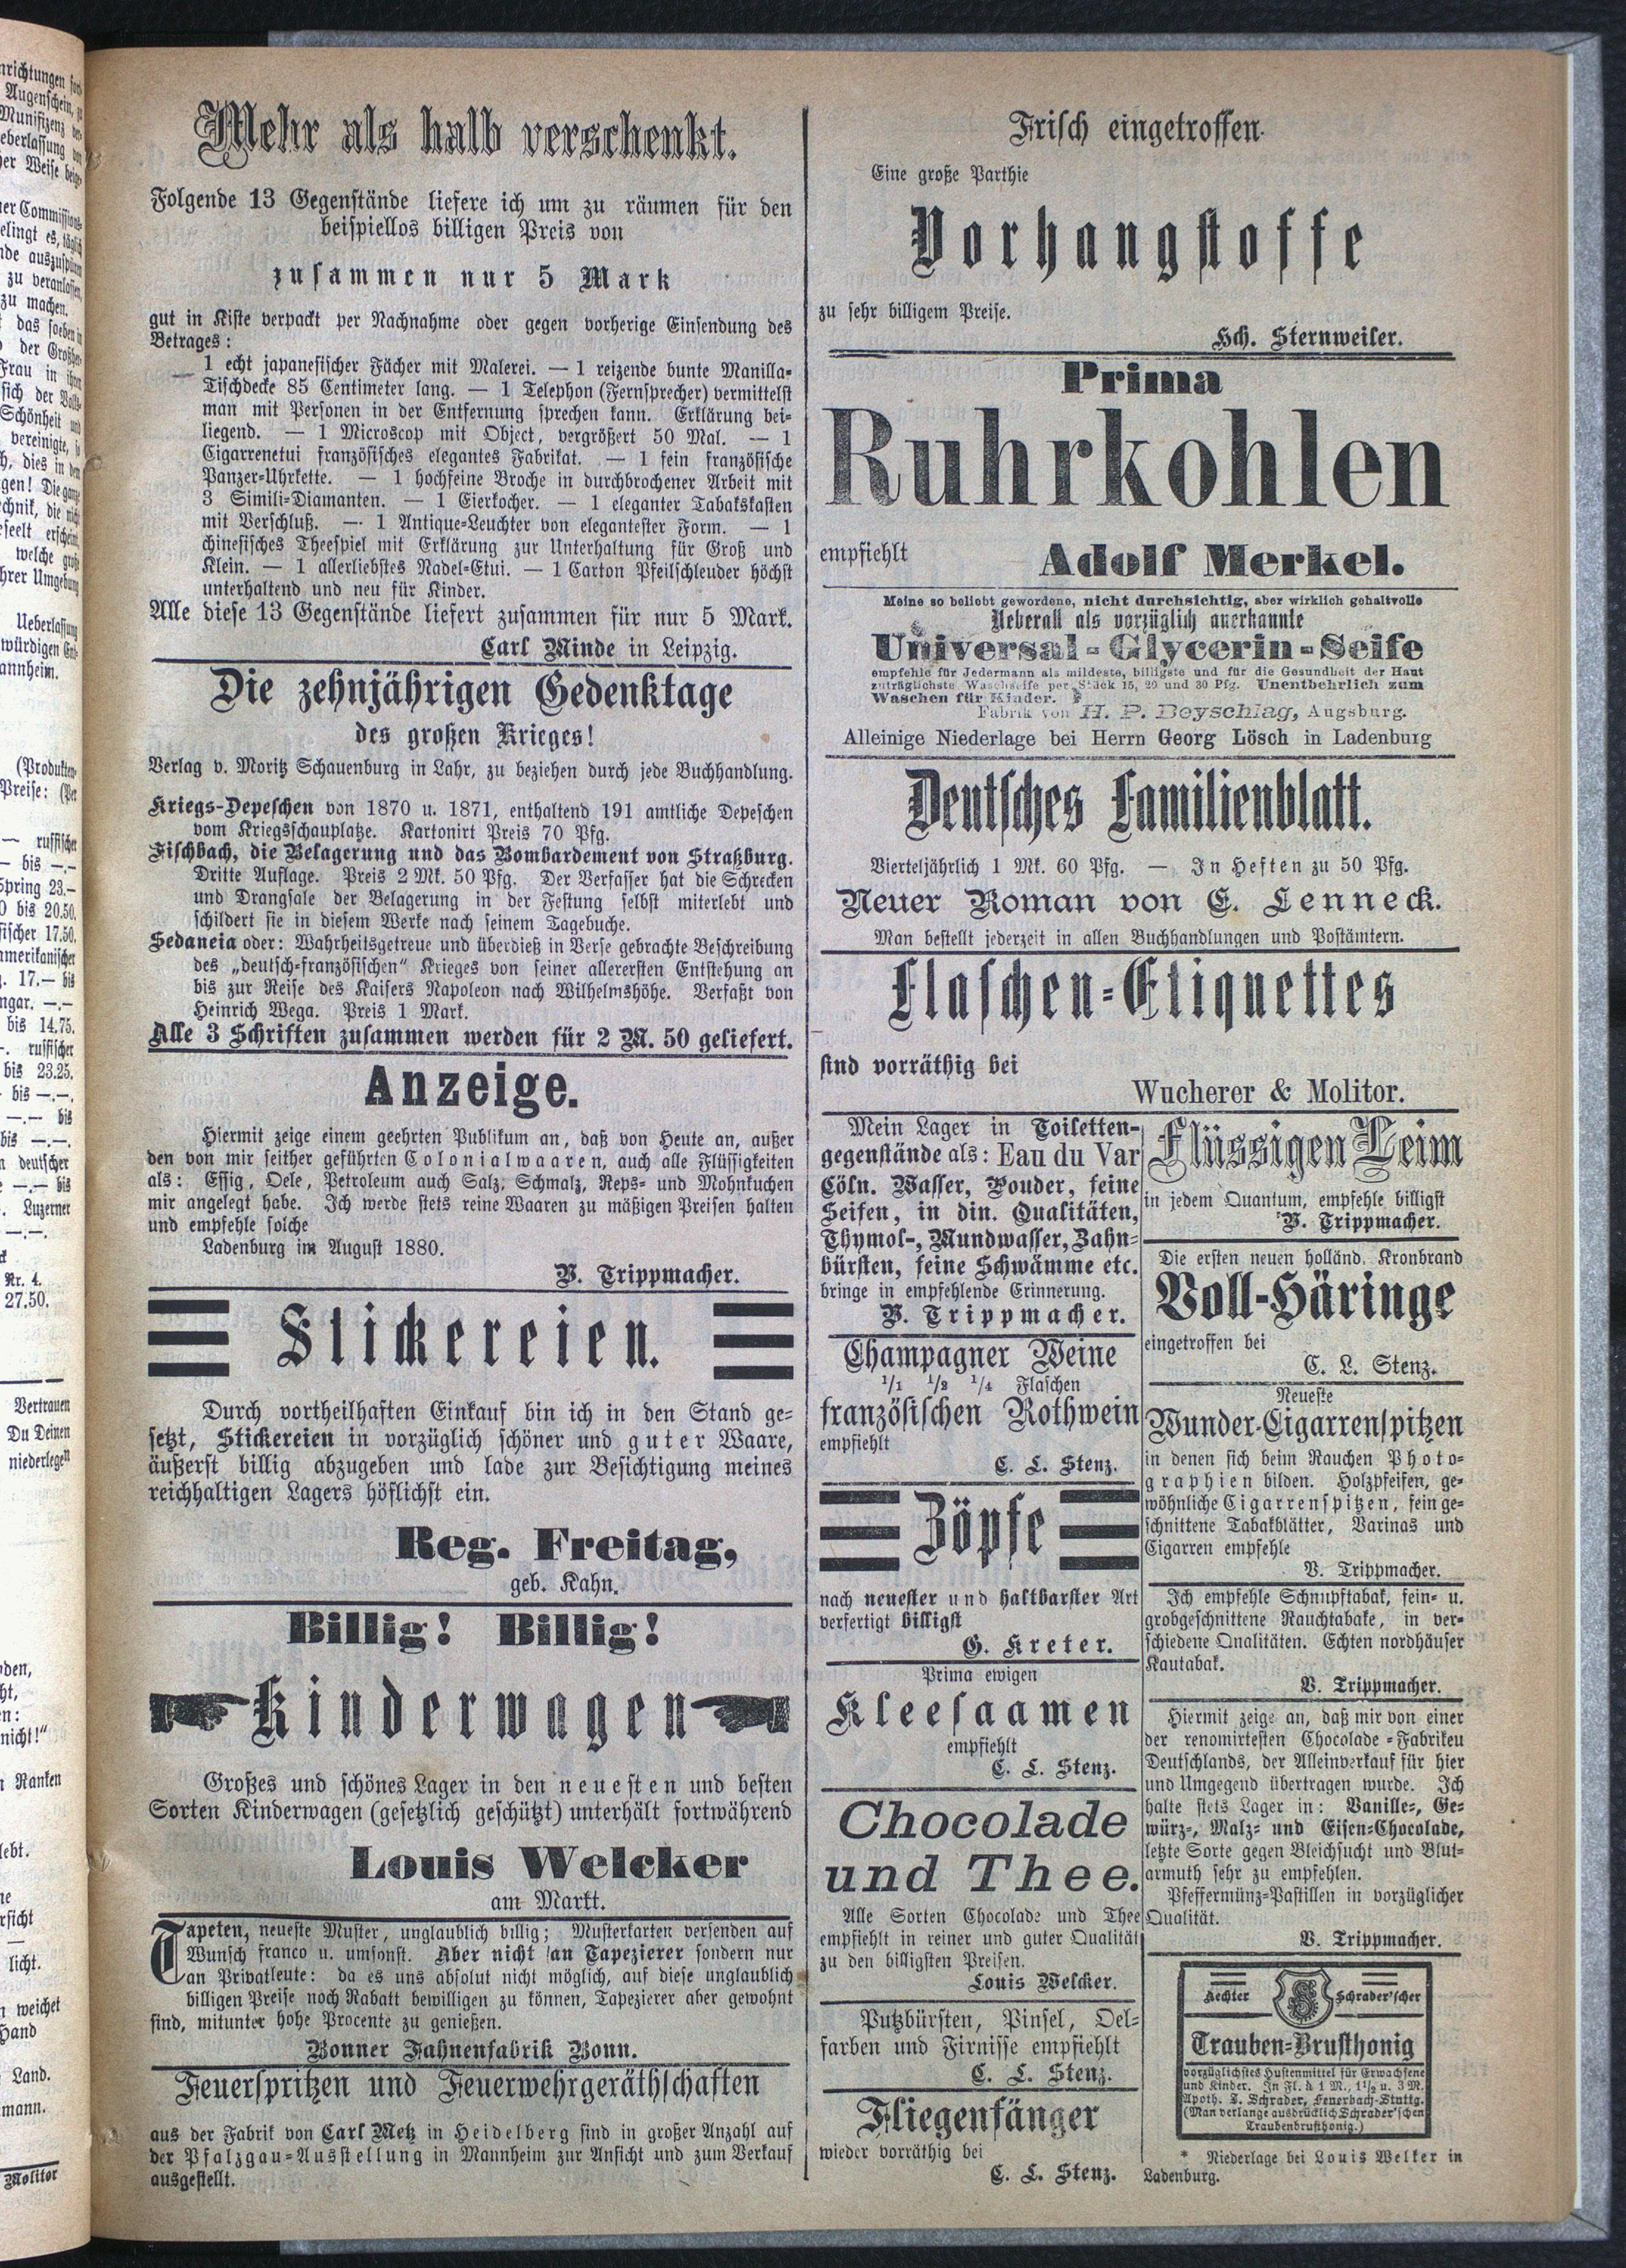 Mehr als halb verschenkt.
Folgende 13 Gegenstände liefere ich um zu räumen für den
beispiellos billigen Preis von
zusammen nur 5 Mark
gut in Kiste verpackt per Nachnahme oder gegen vorherige Einsendung des
Betrages:
1 echt japanesischer Fächer mit Malerei. — 1 reizende bunte Manilla-
Tischdecke 85 Centimeter lang. — 1 Telephon (Fernsprecher) vermittelst
man mit Personen in der Entfernung sprechen kann. Erklärung bei-
liegend. — 1 Microscop mit Object, vergrößert 50 Mal. — 1
Cigarrenetui französisches elegantes Fabrikat. — 1 fein französische
Panzer-Uhrkette. — 1 hochfeine Broche in durchbrochener Arbeit mit
3 Simili-Diamanten. — 1 Eierkocher. — 1 eleganter Tabakskasten
mit Verschluß. — 1 Antique-Leuchter von elegantester Form. — 1
chinesisches Theespiel mit Erklärung zur Unterhaltung für Groß und
Klein. — 1 allerliebstes Nadel-Etui. — 1 Carton Pfeilschleuder höchst
unterhaltend und neu für Kinder.
Alle diese 13 Gegenstände liefert zusammen für nur 5 Mark.
Carl Minde in Leipzig.
Die zehnjährigen Gedenktage
des großen Krieges!
Verlag v. Moritz Schauenburg in Lahr, zu beziehen durch jede Buchhandlung.
Kriegs-Depeschen von 1870 u. 1871, enthaltend 191 amtliche Depeschen
vom Kriegsschauplatze. Kartonirt Preis 70 Pfg.
Fischbach, die Belagerung und das Bombardement von Straßburg.
Dritte Auflage. Preis 2 Mk. 50 Pfg. Der Verfasser hat die Schrecken
und Drangsale der Belagerung in der Festung selbst miterlebt und
schildert sie in diesem Werke nach seinem Tagebuche.
Sedaneia oder: Wahrheitsgetreue und überdieß in Verse gebrachte Beschreibung
des „deutsch-französischen“ Krieges von seiner allerersten Entstehung an
bis zur Reise des Kaisers Napoleon nach Wilhelmshöhe. Verfaßt von
Heinrich Wega. Preis 1 Mark.
Alle 3 Schriften zusammen werden für 2 M. 50 geliefert.
Anzeige.
Hiermit zeige einem geehrten Publikum an, daß von Heute an, außer
den von mir seither geführten Colonialwaaren, auch alle Flüssigkeiten
als: Essig, Oele, Petroleum auch Salz, Schmalz, Reps- und Mohnkuchen
mir angelegt habe. Ich werde stets reine Waaren zu mäßigen Preisen halten
und empfehle solche
Ladenburg im August 1880.
V. Trippmacher.
Stickereien.
Durch vortheilhaften Einkauf bin ich in den Stand ge-
setzt, Stickereien in vorzüglich schöner und guter Waare,
äußerst billig abzugeben und lade zur Besichtigung meines
reichhaltigen Lagers höflichst ein.
Reg. Freitag,
geb. Kahn.
Billig! Billig!
Kinderwagen
Großes und schönes Lager in den neuesten und besten
Sorten Kinderwagen (gesetzlich geschützt) unterhält fortwährend
Louis Welcker
am Markt.
Tapeten, neueste Muster, unglaublich billig; Musterkarten versenden auf
Wunsch franco u. umsonst. Aber nicht an Tapezierer sondern nur
an Privatleute: da es uns absolut nicht möglich, auf diese unglaublich
billigen Preise noch Rabatt bewilligen zu können, Tapezierer aber gewohnt
sind, mitunter hohe Procente zu genießen.
Bonner Fahnenfabrik Bonn.
Feuerspritzen und Feuerwehrgeräthschaften
aus der Fabrik von Carl Metz in Heidelberg sind in großer Anzahl auf
der Pfalzgau-Ausstellung in Mannheim zur Ansicht und zum Verkauf
ausgestellt.
Frisch eingetroffen.
Eine große Parthie
Vorhangstoffe
zu sehr billigem Preise.
Hch. Sternweiler.
Prima
Ruhrkohlen
empfiehlt Adolf Merkel.
Meine so beliebt gewordene, nicht durchsichtig, aber wirklich gehaltvolle
Ueberall als vorzüglich anerkannte
Universal-Glycerin-Seife
empfehle für Jedermann als mildeste, billigste und für die Gesundheit der Haut
zuträglichste Waschseife per Stück 15, 20 und 30 Pfg. Unentbehrlich zum
Waschen für Kinder.
Fabrik von H. P. Beyschlag, Augsburg.
Alleinige Niederlage bei Herrn Georg Lösch in Ladenburg
Deutsches Familienblatt.
Vierteljährlich 1 Mk. 60 Pfg. — In Heften zu 50 Pfg.
Neuer Roman von E. Lenneck.
Man bestellt jederzeit in allen Buchhandlungen und Postämtern.
Flaschen-Etiquettes
sind vorräthig bei
Wucherer & Molitor.
Mein Lager in Toiletten-
gegenstände als: Eau du Var
Cöln. Wasser, Pouder, feine
Seifen, in div. Qualitäten,
Thymol-, Mundwasser, Zahn-
bürsten, feine Schwämme etc.
bringe in empfehlende Erinnerung.
V. Trippmacher.
Champagner Weine
1/1 1/2 1/4 Flaschen
französischen Rothwein
empfiehlt
C. L. Stenz.
Zöpfe
nach neuester und haltbarster Art
verfertigt billigst
G. Kreter.
Prima ewigen
Kleesaamen
empfiehlt
C. L. Stenz.
Chocolade
und Thee.
Alle Sorten Chocolade und Thee
empfiehlt in reiner und guter Qualität
zu den billigsten Preisen.
Louis Welcker.
Putzbürsten, Pinsel, Oel-
farben und Firnisse empfiehlt
C. L. Stenz.
Fliegenfänger
wieder vorräthig bei
C. L. Stenz.
Flüssigen Leim
in jedem Quantum, empfehle billigst
V. Trippmacher.
Die ersten neuen holländ. Kronbrand
Voll-Häringe
eingetroffen bei
C. L. Stenz.
Neueste
Wunder-Cigarrenspitzen
in denen sich beim Rauchen Photo-
graphien bilden. Holzpfeifen, ge-
wöhnliche Cigarrenspitzen, fein ge-
schnittene Tabakblätter, Varinas und
Cigarren empfehle
V. Trippmacher.
Ich empfehle Schnupftabak, fein- u.
grobgeschnittene Rauchtabake, in ver-
schiedene Qualitäten. Echten nordhäuser
Kautabak.
V. Trippmacher.
Hiermit zeige an, daß mir von einer
der renomirtesten Chocolade-Fabriken
Deutschlands, der Alleinverkauf für hier
und Umgegend übertragen wurde. Ich
halte stets Lager in: Vanille-, Ge-
würz-, Malz- und Eisen-Chocolade,
letzte Sorte gegen Bleichsucht und Blut-
armuth sehr zu empfehlen.
Pfeffermünz-Pastillen in vorzüglicher
Qualität.
V. Trippmacher.
Aechter Schrader'scher
Trauben-Brusthonig
vorzüglichstes Hustenmittel für Erwachsene
und Kinder. In Fl. à 1 M., 1½ u. 3 M.
Apoth. J. Schrader, Feuerbach-Stuttg.
(Man verlange ausdrücklich Schrader'schen
Traubenbrusthonig.)
* Niederlage bei Louis Welker in
Ladenburg.